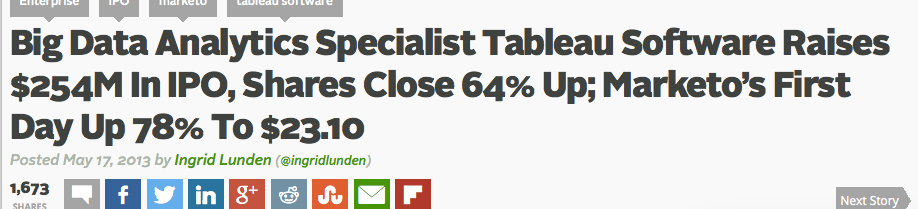 Enterprise IPO marketo tableau software
Big Data Analytics Specialist Tableau Software Raises
$254M In IPO, Shares Close 64% Up; Marketo's First
Day Up 78% To $23.10
Posted May 17, 2013 by Ingrid Lunden (@ingridlunden)
1,673
SHARES
f in g+
Next Story